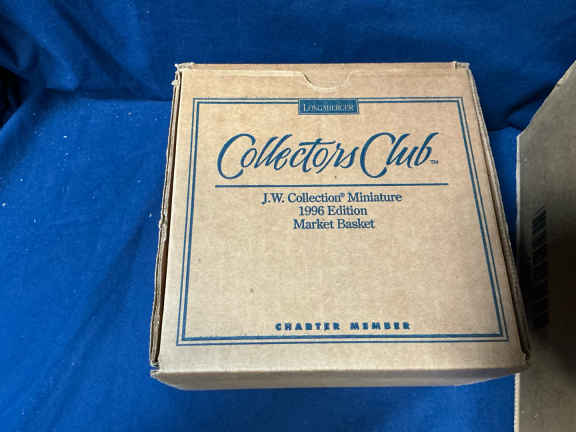 LONGABERGER
Collectors Club™
J.W. Collection® Miniature
1996 Edition
Market Basket
CHARTER MEMBER